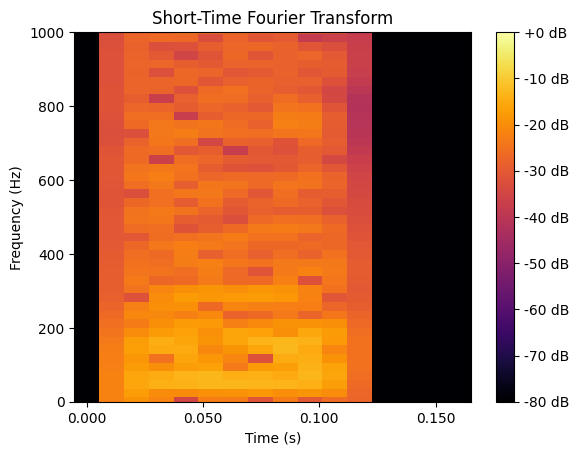 Short-Time Fourier Transform
Frequency (Hz)
1000
800
600
400
200
0
0.000
0.050
0.100
0.150
Time (s)
+0 dB
-10 dB
-20 dB
-30 dB
-40 dB
-50 dB
-60 dB
-70 dB
-80 dB